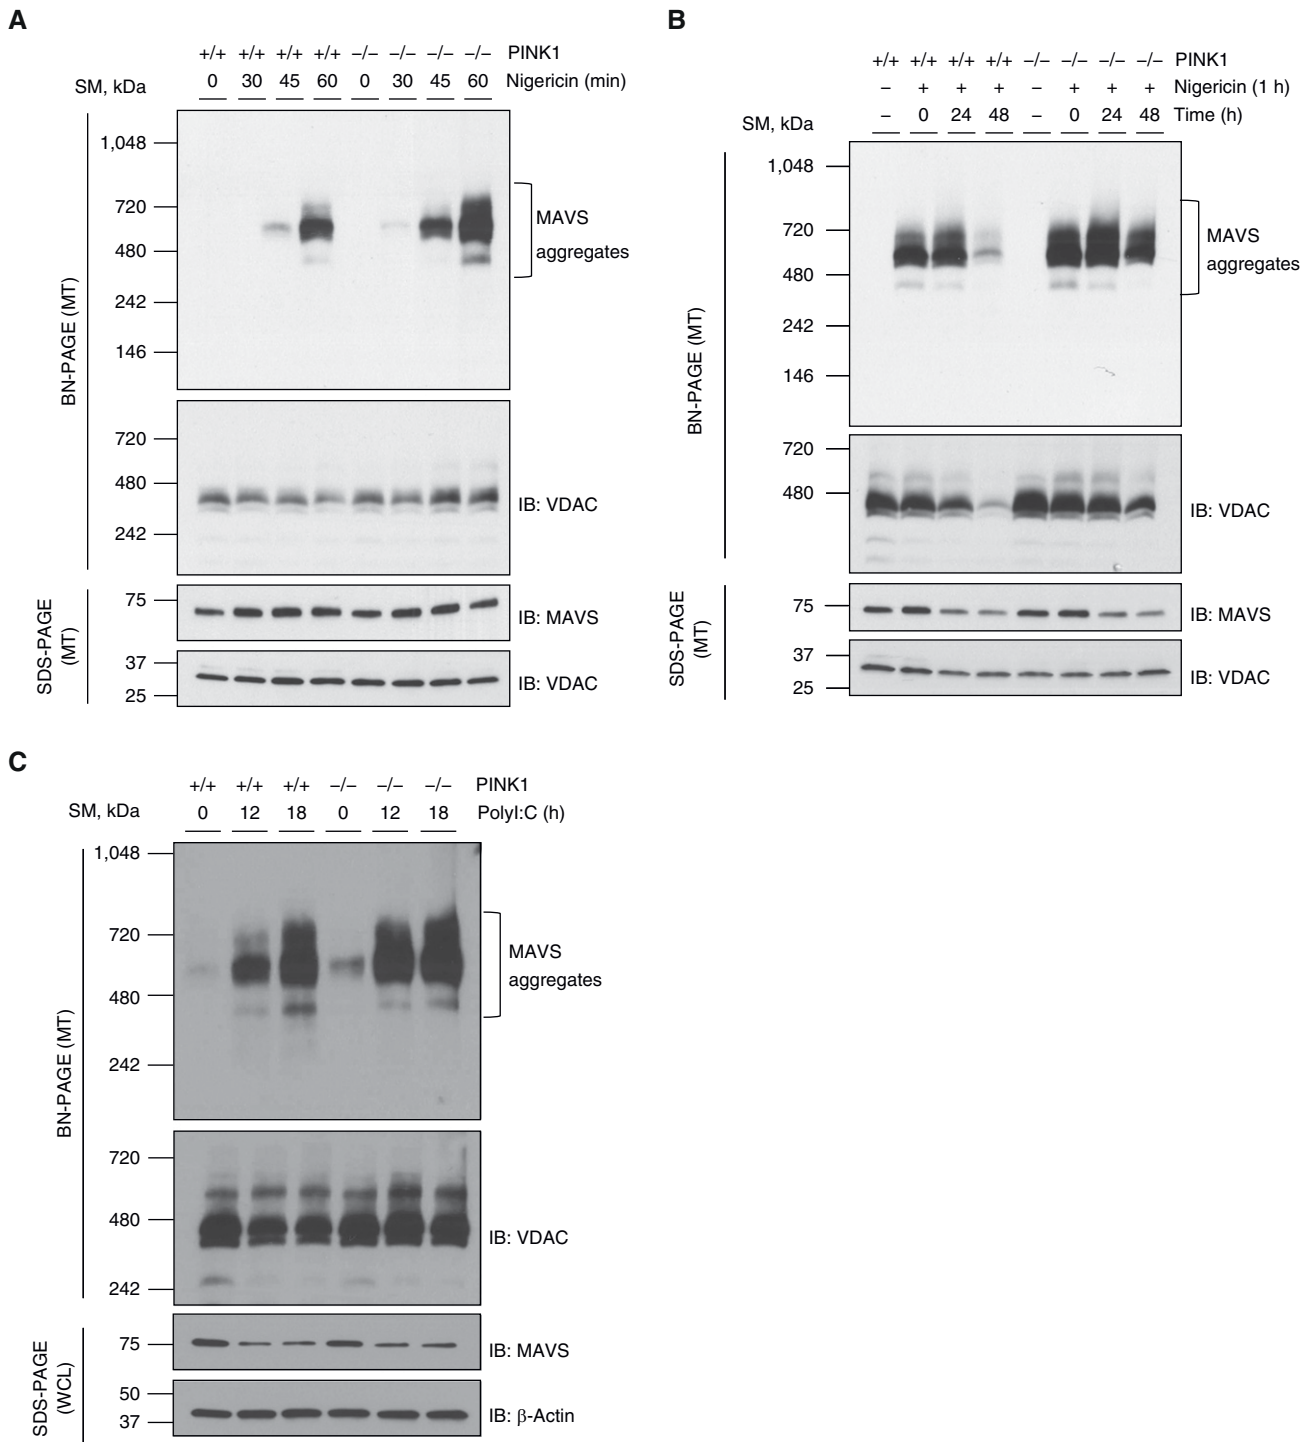 A
+/+ +/+ +/+ +/+ –/– –/– –/– –/– PINK1
SM, kDa 0 30 45 60 0 30 45 60 Nigericin (min)
1,048
720
480
242
146
MAVS
aggregates
BN-PAGE (MT)
720
480
242
IB: VDAC
75
IB: MAVS
SDS-PAGE
(MT)
37
25
IB: VDAC
B
+/+ +/+ +/+ +/+ –/– –/– –/– –/– PINK1
– + + + – + + + Nigericin (1 h)
SM, kDa – 0 24 48 – 0 24 48 Time (h)
1,048
720
480
242
146
MAVS
aggregates
BN-PAGE (MT)
720
480
IB: VDAC
75
IB: MAVS
SDS-PAGE
(MT)
37
25
IB: VDAC
C
+/+ +/+ +/+ –/– –/– –/– PINK1
SM, kDa 0 12 18 0 12 18 PolyI:C (h)
1,048
720
480
242
MAVS
aggregates
BN-PAGE (MT)
720
480
242
IB: VDAC
75
IB: MAVS
SDS-PAGE
(WCL)
50
37
IB: β-Actin